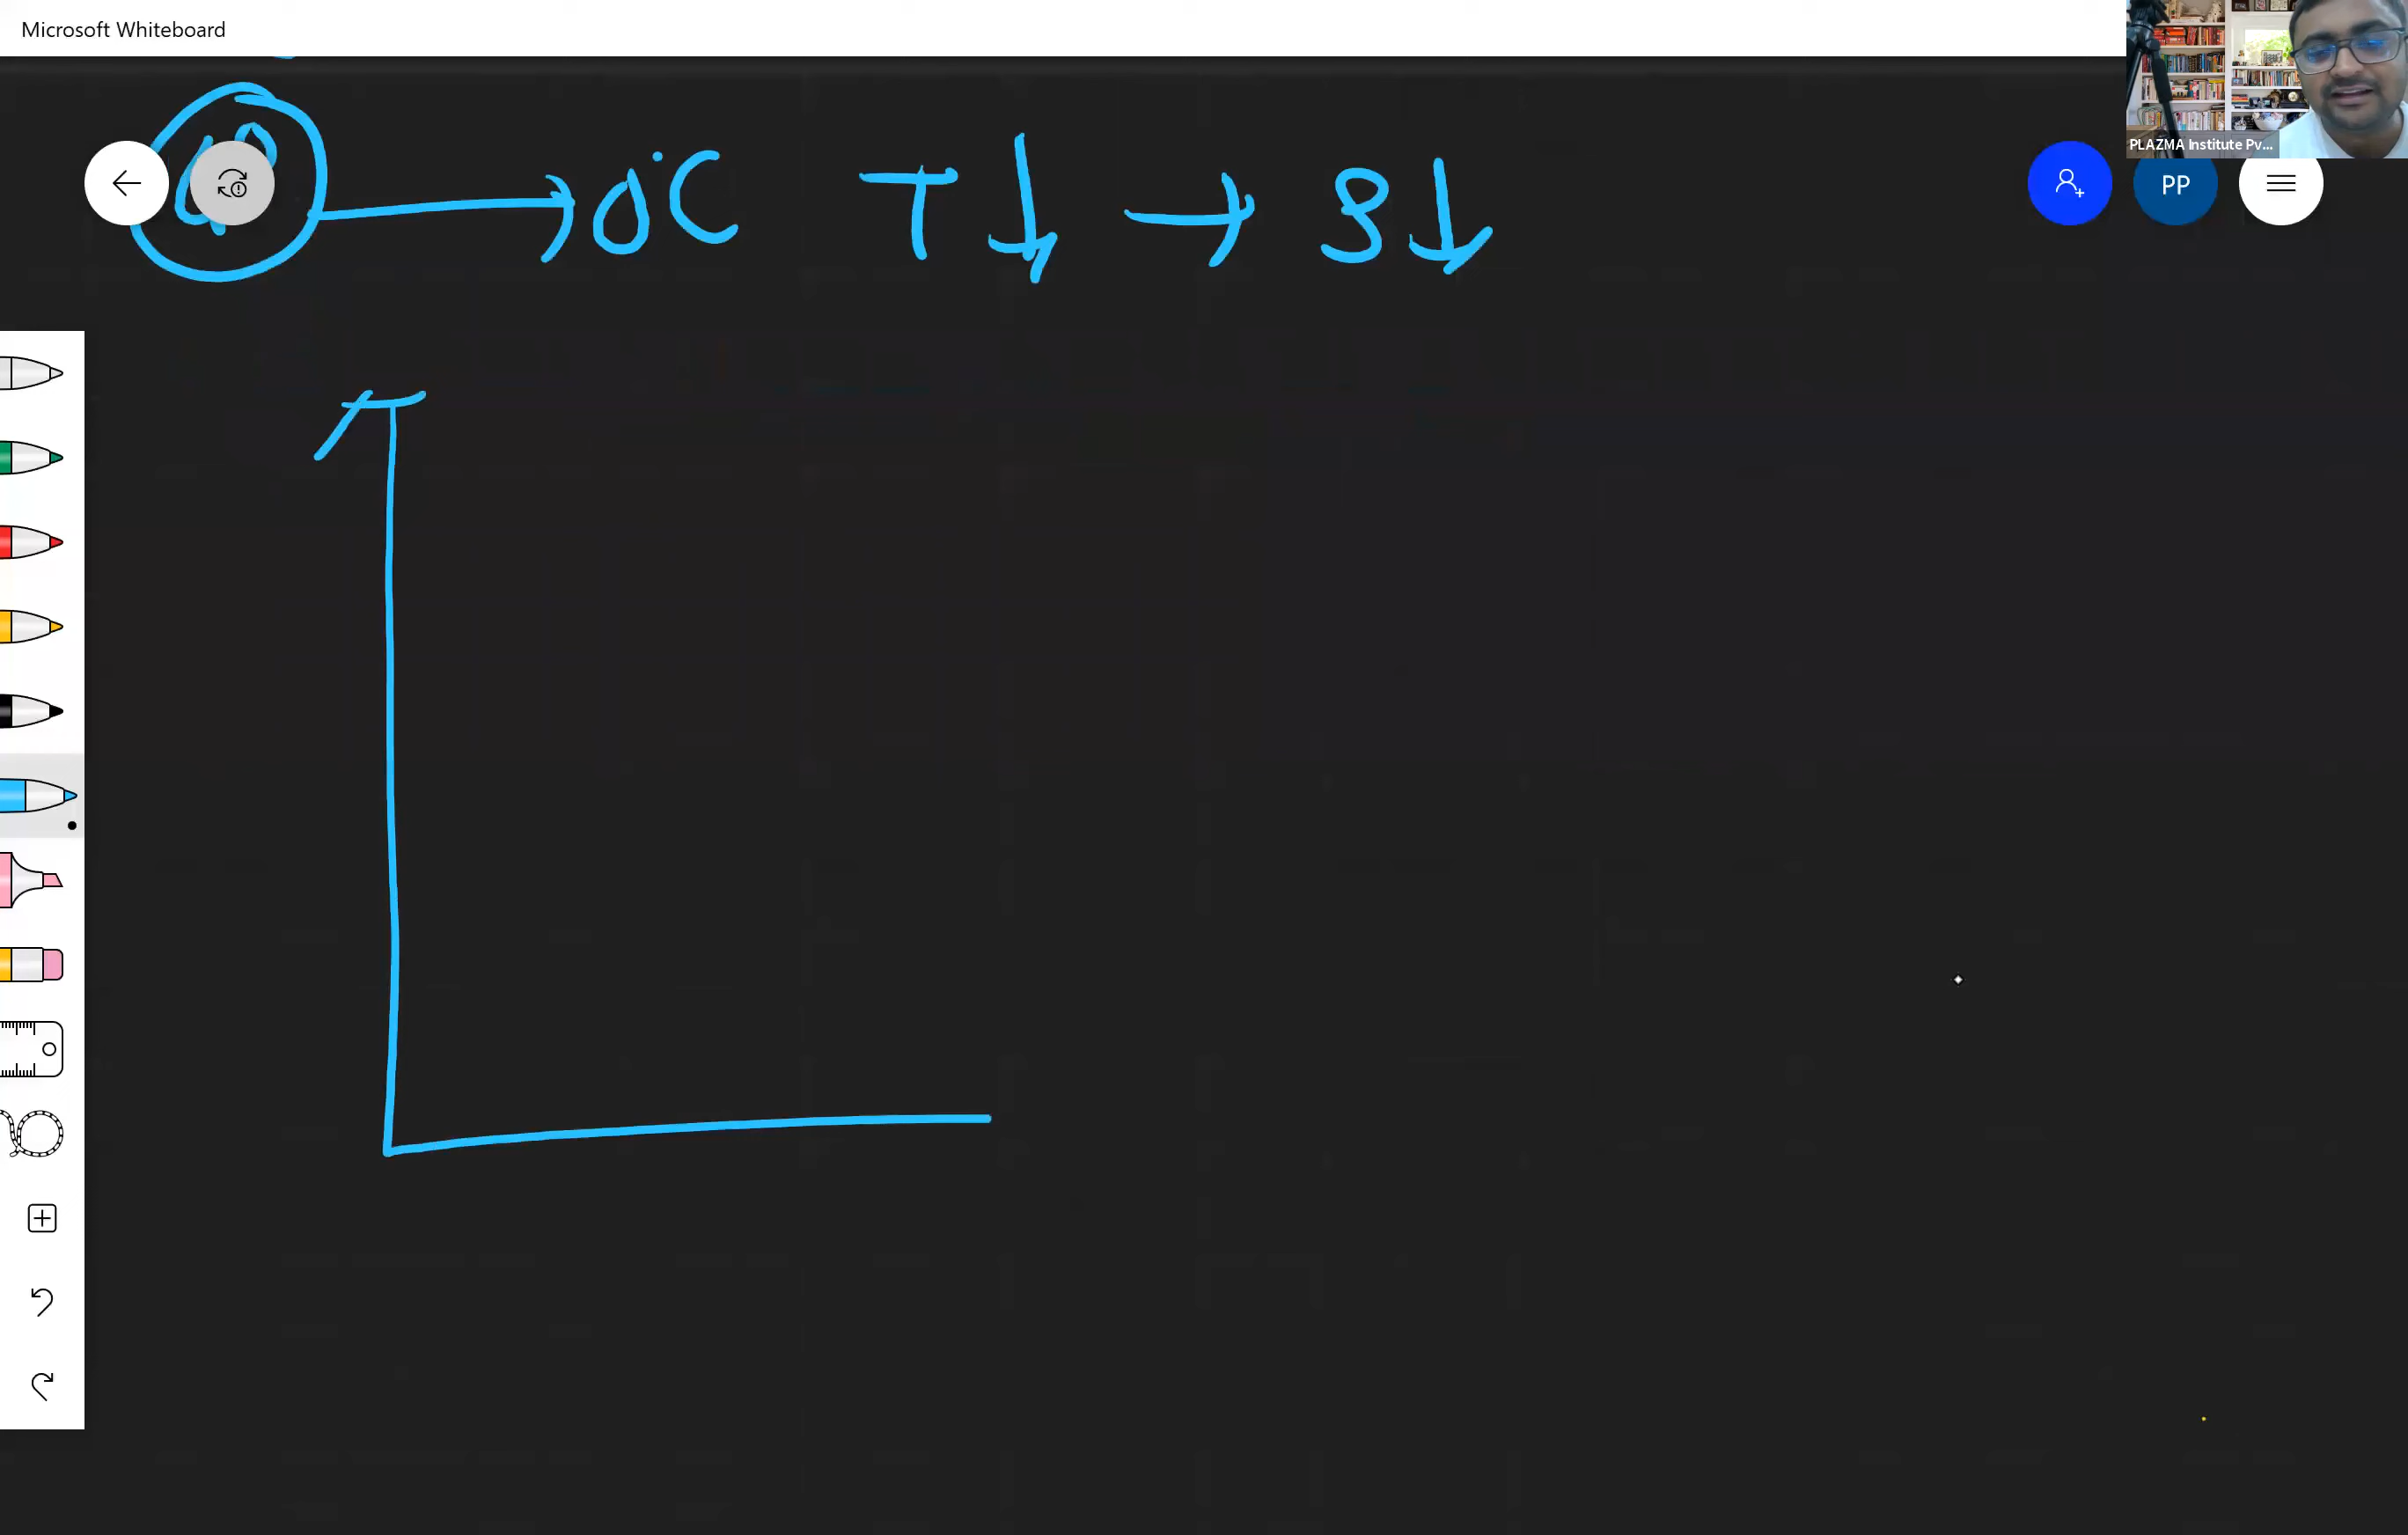 Microsoft Whiteboard
PLAZMA Institute Pv...
→ 0°C T↓ → S↓
PP